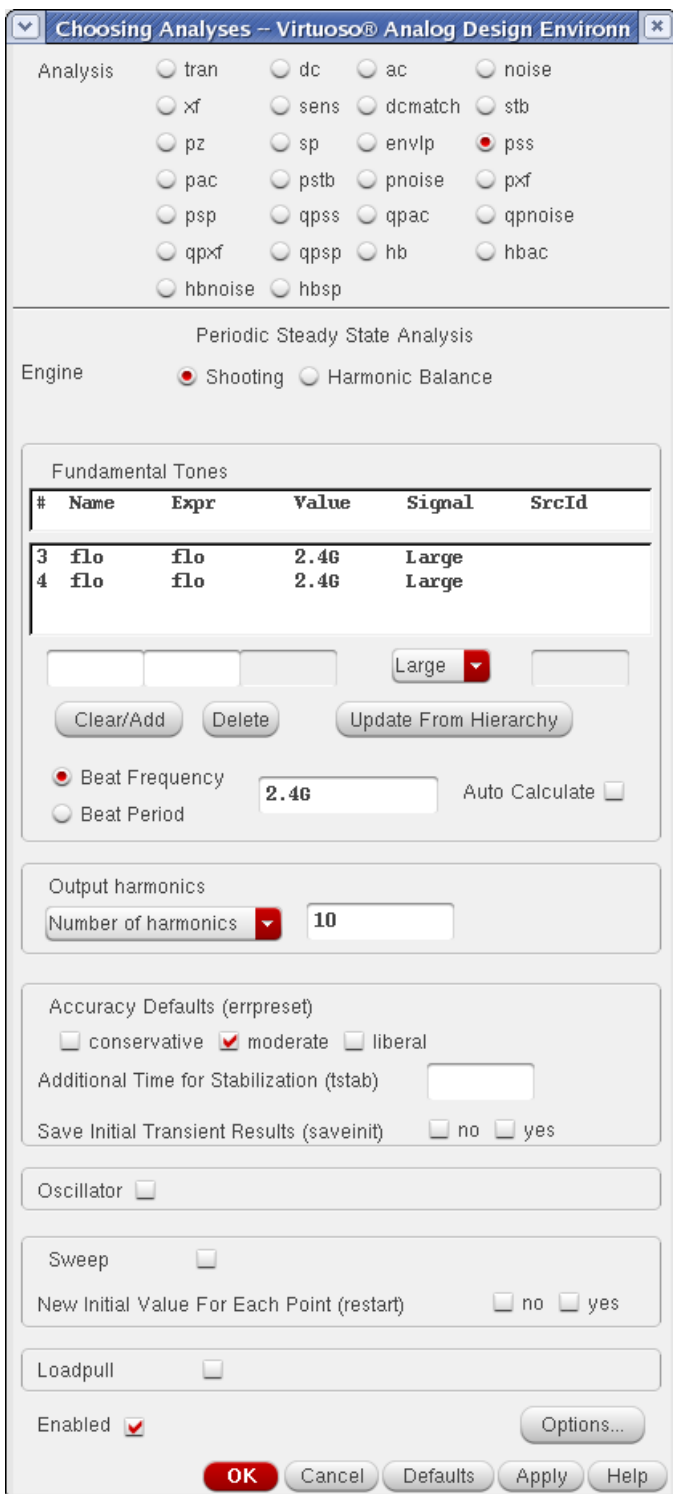 Choosing Analyses -- Virtuoso® Analog Design Environn
Analysis tran dc ac noise
xf sens dcmatch stb
pz sp envlp pss
pac pstb pnoise pxf
psp qpss qpac qpnoise
qpxf qpsp hb hbac
hbnoise hbsp
Periodic Steady State Analysis
Engine Shooting Harmonic Balance
Fundamental Tones
# Name Expr Value Signal SrcId
3 flo flo 2.4G Large
4 flo flo 2.4G Large
Large
Clear/Add Delete Update From Hierarchy
Beat Frequency 2.4G Auto Calculate
Beat Period
Output harmonics
Number of harmonics 10
Accuracy Defaults (errpreset)
conservative moderate liberal
Additional Time for Stabilization (tstab)
Save Initial Transient Results (saveinit) no yes
Oscillator
Sweep
New Initial Value For Each Point (restart) no yes
Loadpull
Enabled Options...
OK Cancel Defaults Apply Help